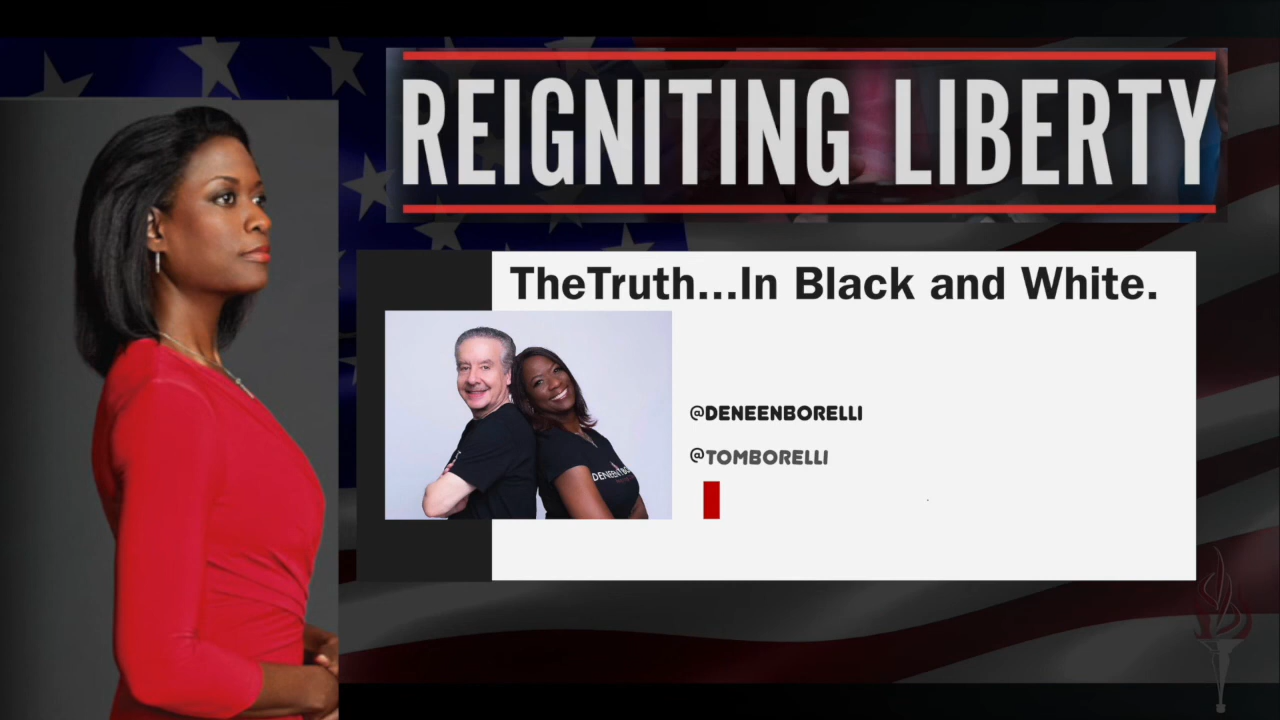 REIGNITING LIBERTY
TheTruth...In Black and White.
@DENEENBORELLI
@TOMBORELLI